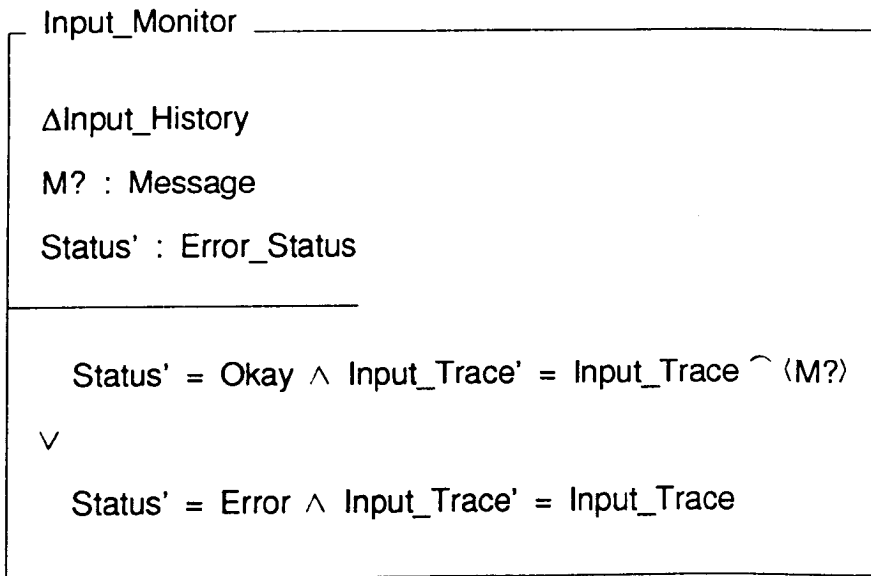 Input_Monitor
ΔInput_History
M? : Message
Status' : Error_Status
Status' = Okay ∧ Input_Trace' = Input_Trace ⌒ ⟨M?⟩
∨
Status' = Error ∧ Input_Trace' = Input_Trace